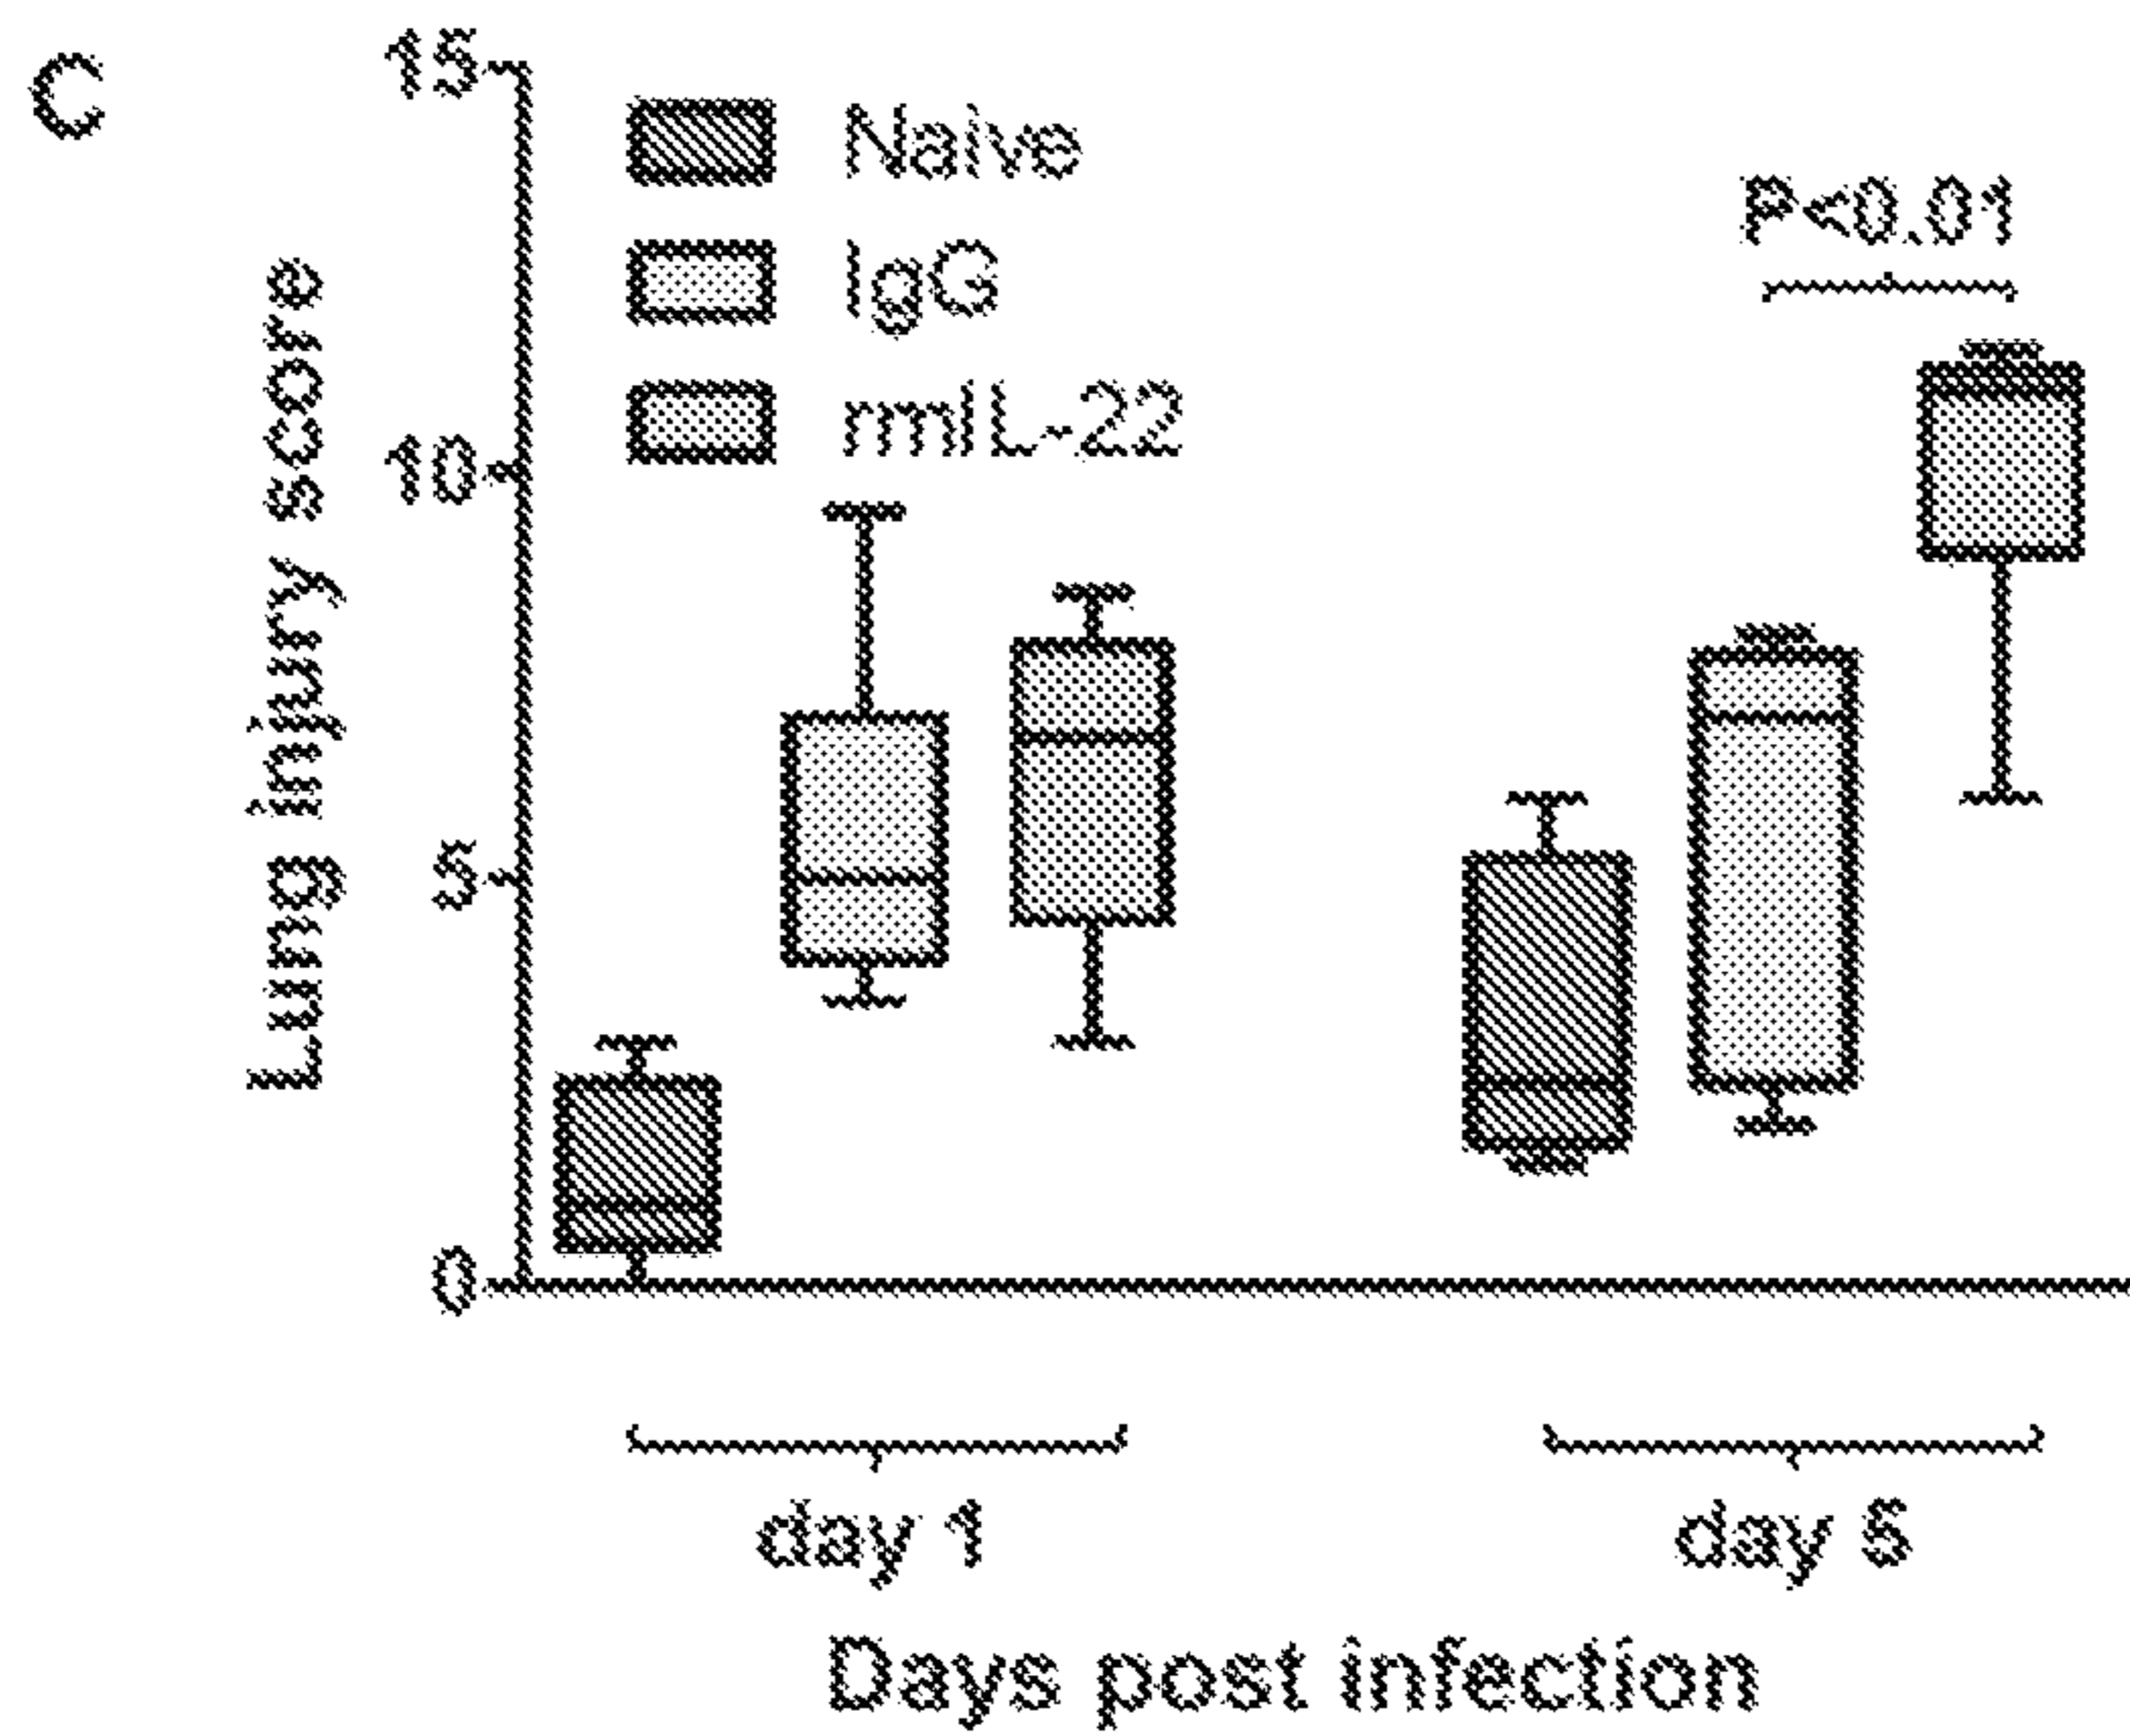 C
15
10
5
0
Lung injury score
Naive
IgG
mIL-22
P<0.01
day 1
day 5
Days post infection